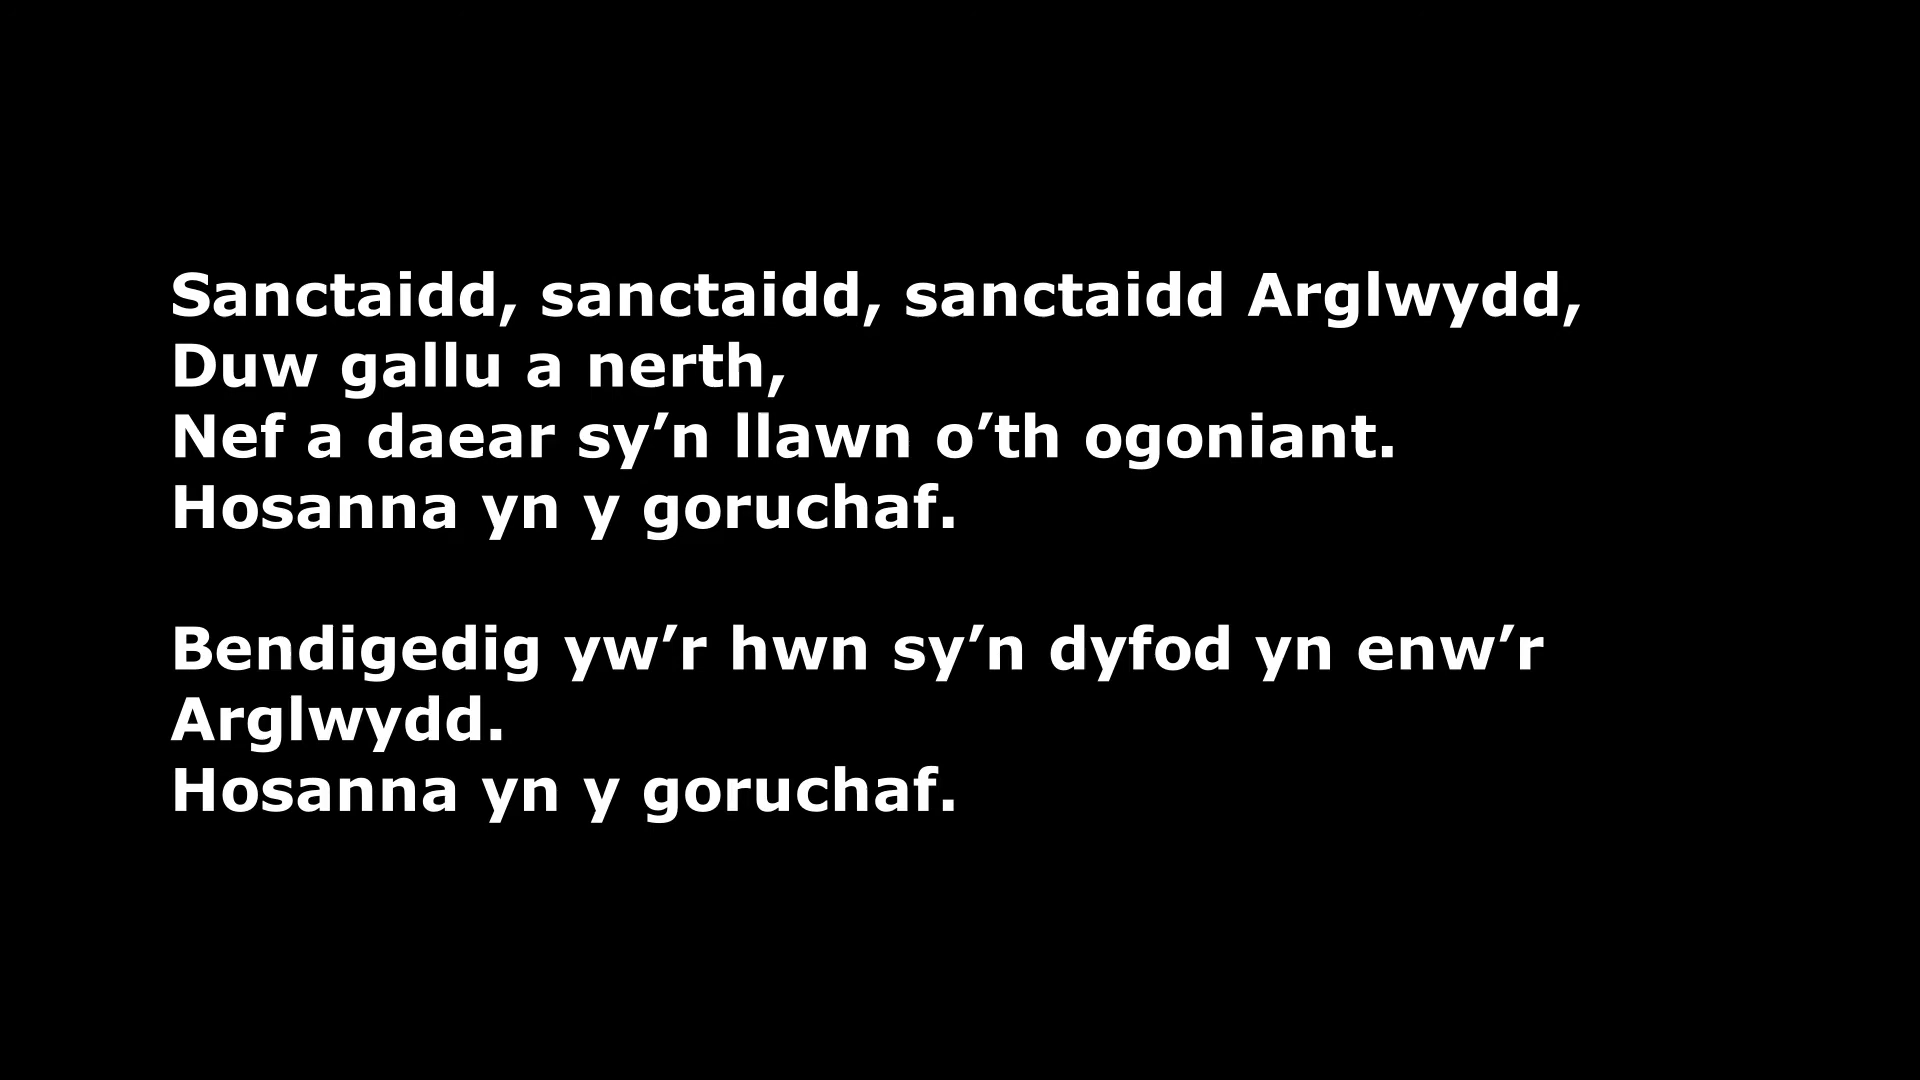 Sanctaidd, sanctaidd, sanctaidd Arglwydd,
Duw gallu a nerth,
Nef a daear sy’n llawn o’th ogoniant.
Hosanna yn y goruchaf.

Bendigedig yw’r hwn sy’n dyfod yn enw’r
Arglwydd.
Hosanna yn y goruchaf.